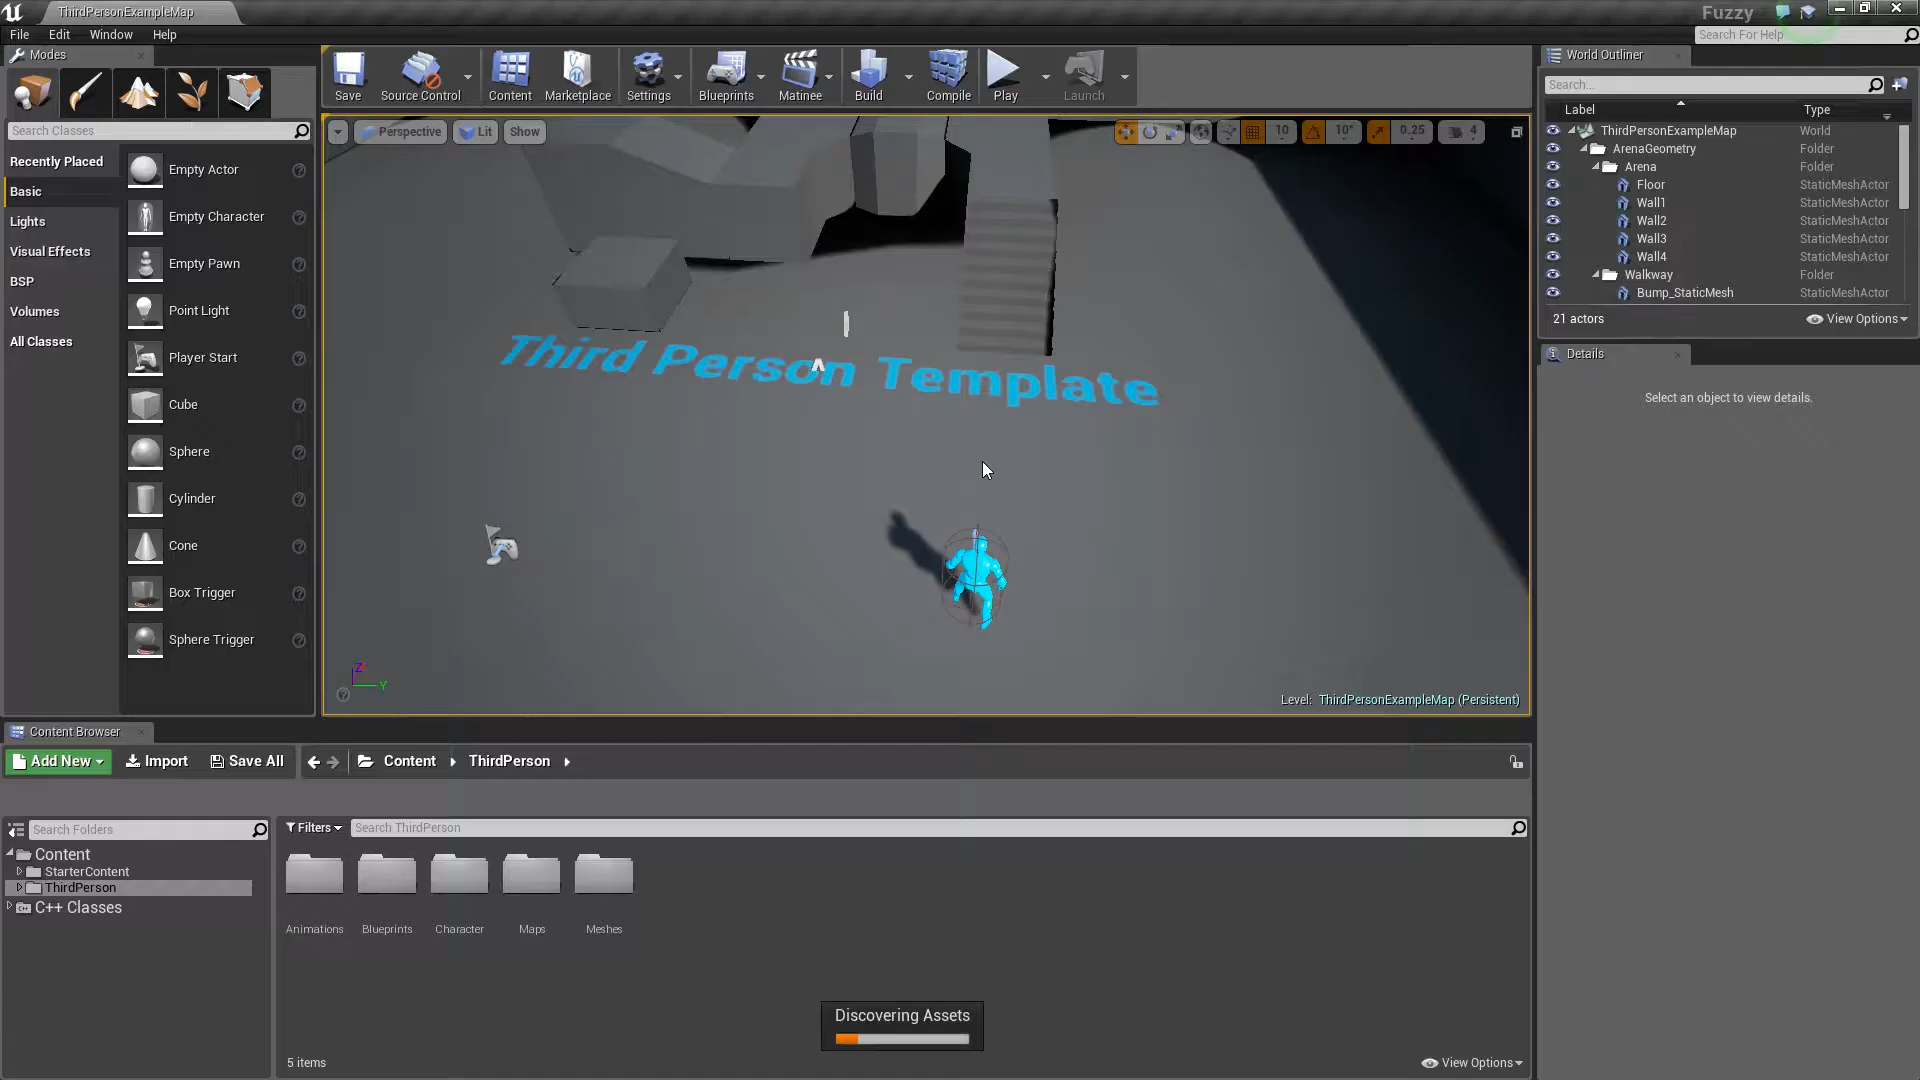 ThirdPersonExampleMap
Fuzzy
File Edit Window Help
Search For Help
Modes
Save
Source Control
Content
Marketplace
Settings
Blueprints
Matinee
Build
Compile
Play
Launch
World Outliner
Search...
Label Type
ThirdPersonExampleMap World
ArenaGeometry Folder
Arena Folder
Floor StaticMeshActor
Wall1 StaticMeshActor
Wall2 StaticMeshActor
Wall3 StaticMeshActor
Wall4 StaticMeshActor
Walkway Folder
Bump_StaticMesh StaticMeshActor
21 actors
View Options
Details
Select an object to view details.
Search Classes
Recently Placed
Basic
Lights
Visual Effects
BSP
Volumes
All Classes
Empty Actor
Empty Character
Empty Pawn
Point Light
Player Start
Cube
Sphere
Cylinder
Cone
Box Trigger
Sphere Trigger
Perspective
Lit
Show
10
10°
0.25
4
Third Person Template
Z
Y
Level: ThirdPersonExampleMap (Persistent)
Content Browser
Add New
Import
Save All
Content
ThirdPerson
Search Folders
Content
StarterContent
ThirdPerson
C++ Classes
Filters
Search ThirdPerson
Animations
Blueprints
Character
Maps
Meshes
Discovering Assets
5 items
View Options